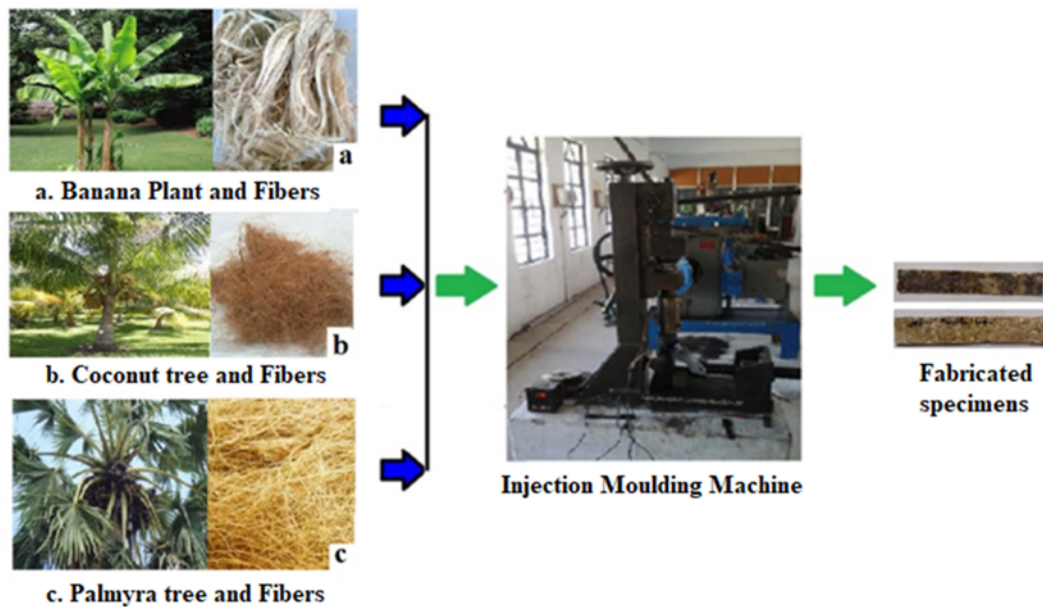 a
a. Banana Plant and Fibers
b
b. Coconut tree and Fibers
c
c. Palmyra tree and Fibers
Injection Moulding Machine
Fabricated
specimens